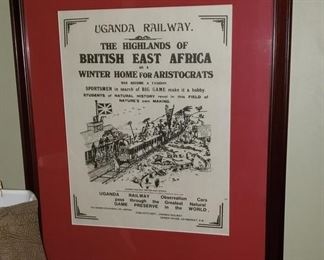 UGANDA RAILWAY.
THE HIGHLANDS OF
BRITISH EAST AFRICA
AS A
WINTER HOME FOR ARISTOCRATS
HAS BECOME A FASHION
SPORTSMEN in search of BIG GAME make it a hobby.
STUDENTS of NATURAL HISTORY revel in this FIELD of
NATURE'S own MAKING.
UGANDA RAILWAY Observation Cars
pass through the Greatest Natural
GAME PRESERVE in the WORLD.